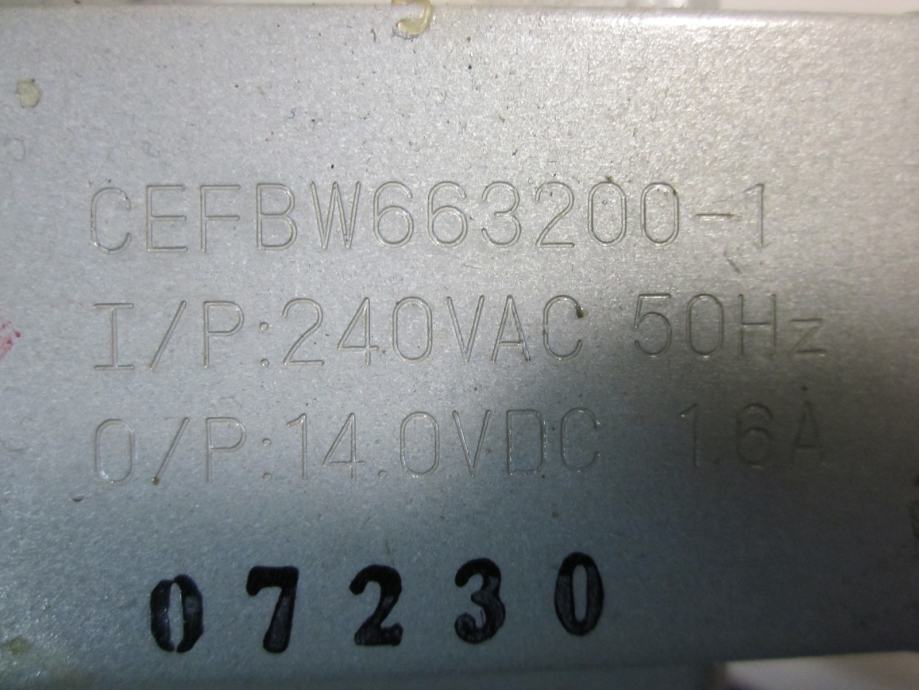 CEFBW663200-1
I/P:240VAC 50Hz
O/P:14.0VDC 1.6A
07230